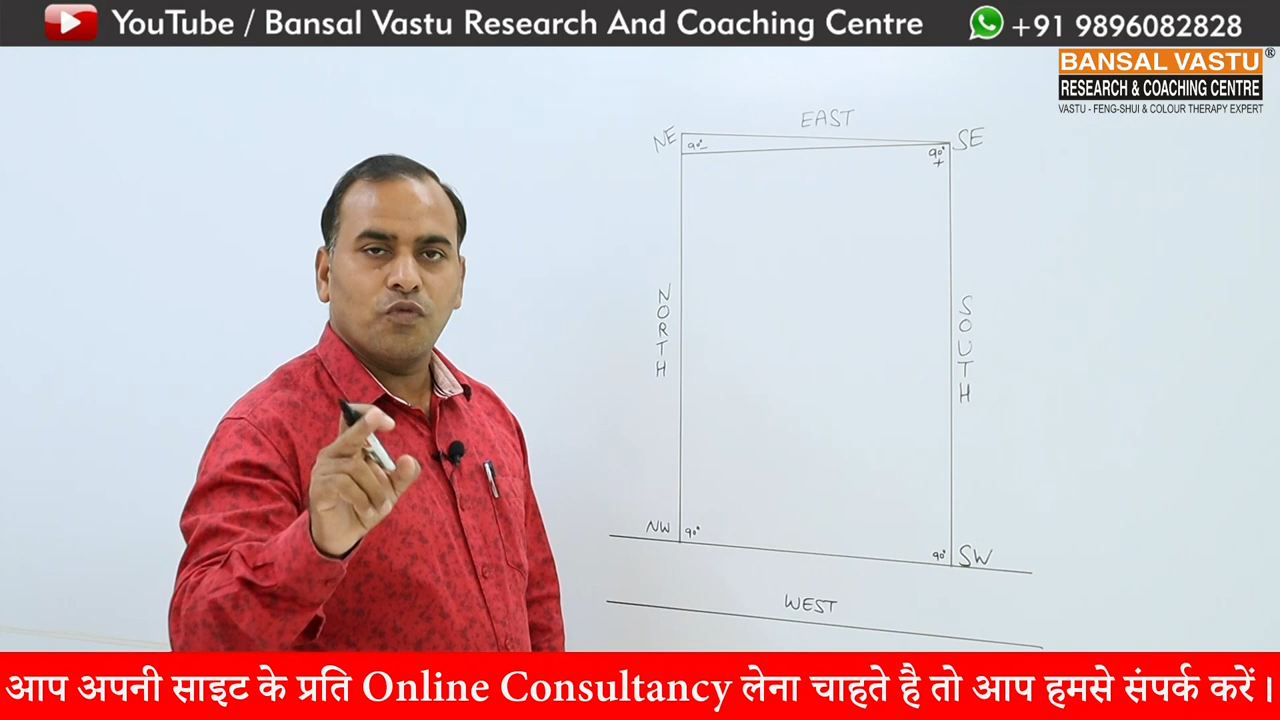 YouTube / Bansal Vastu Research And Coaching Centre +91 9896082828
BANSAL VASTU ®
RESEARCH & COACHING CENTRE
VASTU - FENG-SHUI & COLOUR THERAPY EXPERT
EAST
NE
SE
90°-
90°
+
NORTH
SOUTH
NW
90°
90°
SW
WEST
आप अपनी साइट के प्रति Online Consultancy लेना चाहते है तो आप हमसे संपर्क करें।